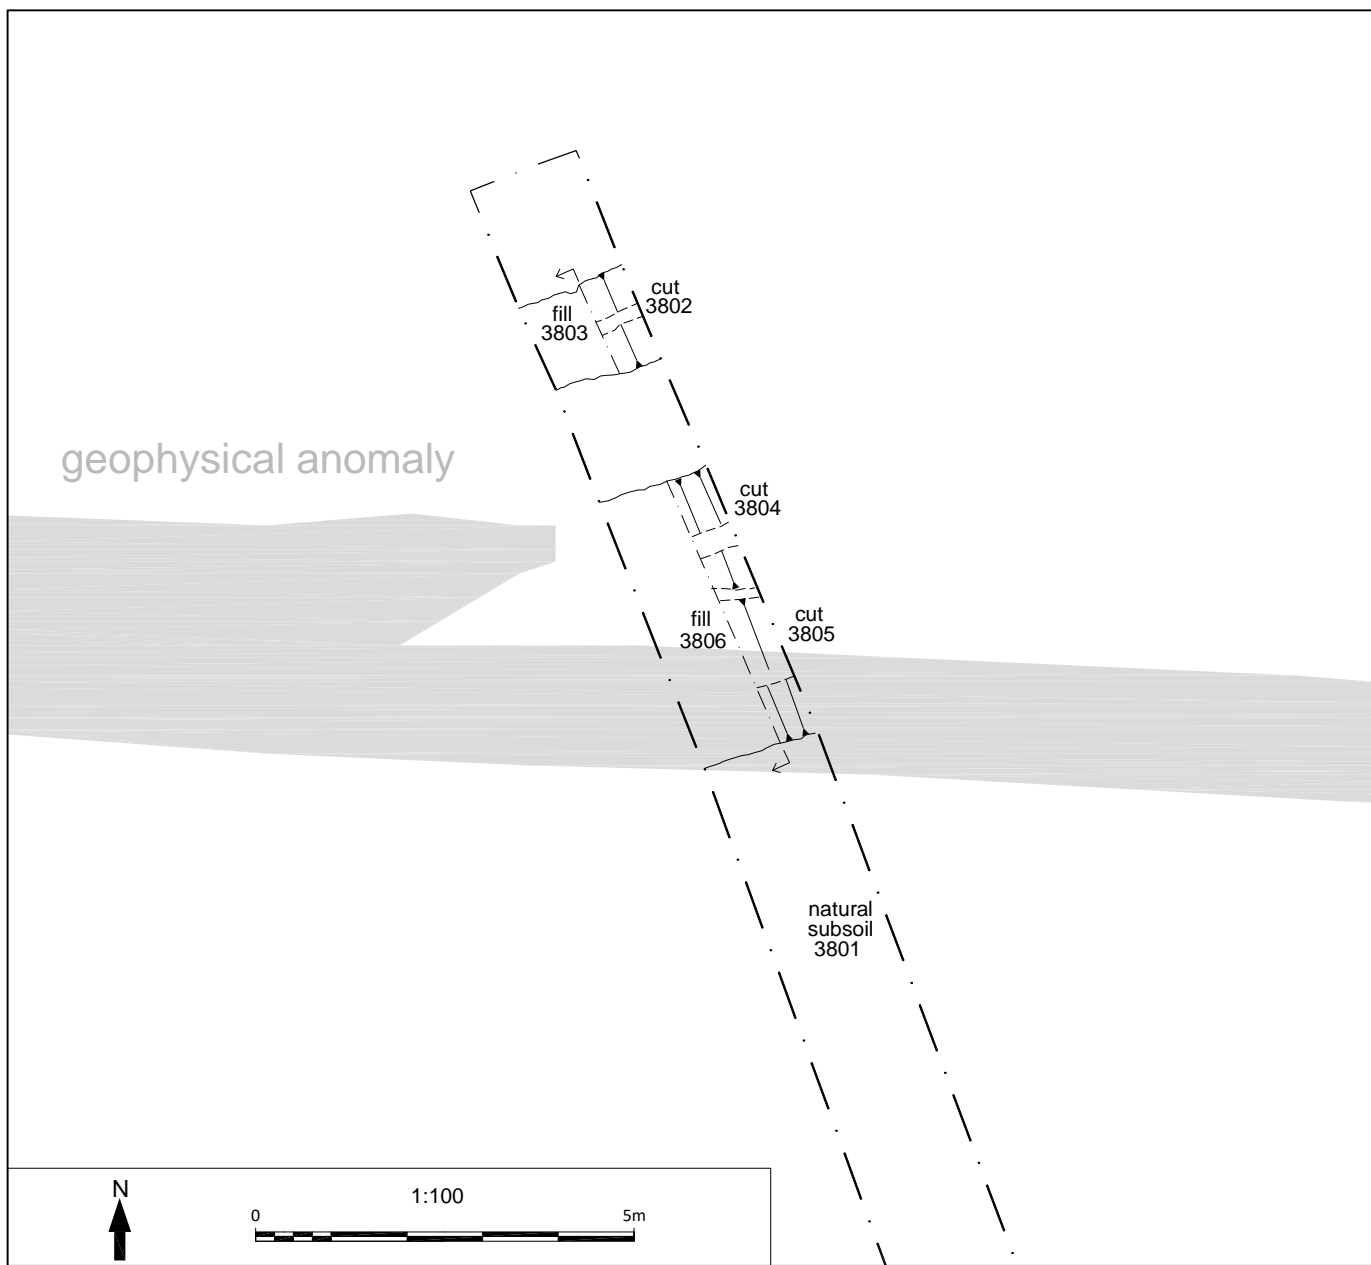 cut
3802
fill
3803
geophysical anomaly
cut
3804
cut
3805
fill
3806
natural
subsoil
3801
N
1:100
0
5m